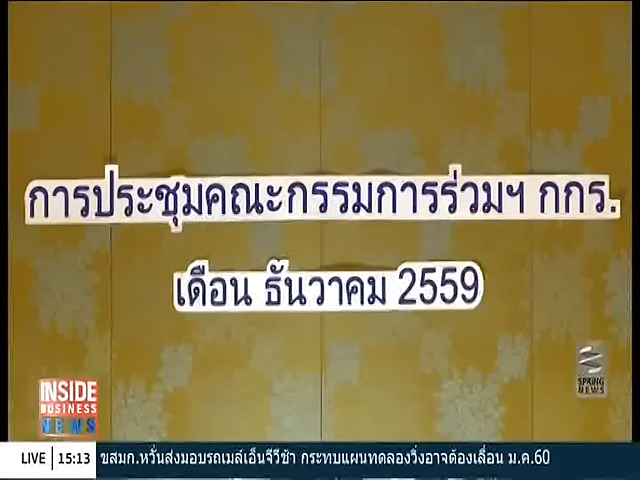 การประชุมคณะกรรมการร่วมฯ กกร.
เดือน ธันวาคม 2559
SPRiNG
NEWS
INSIDE
BUSINESS
NEWS
LIVE 15:13 ขสมก.หวั่นส่งมอบรถเมล์เอ็นจีวีช้า กระทบแผนทดลองวิ่งอาจต้องเลื่อน ม.ค.60